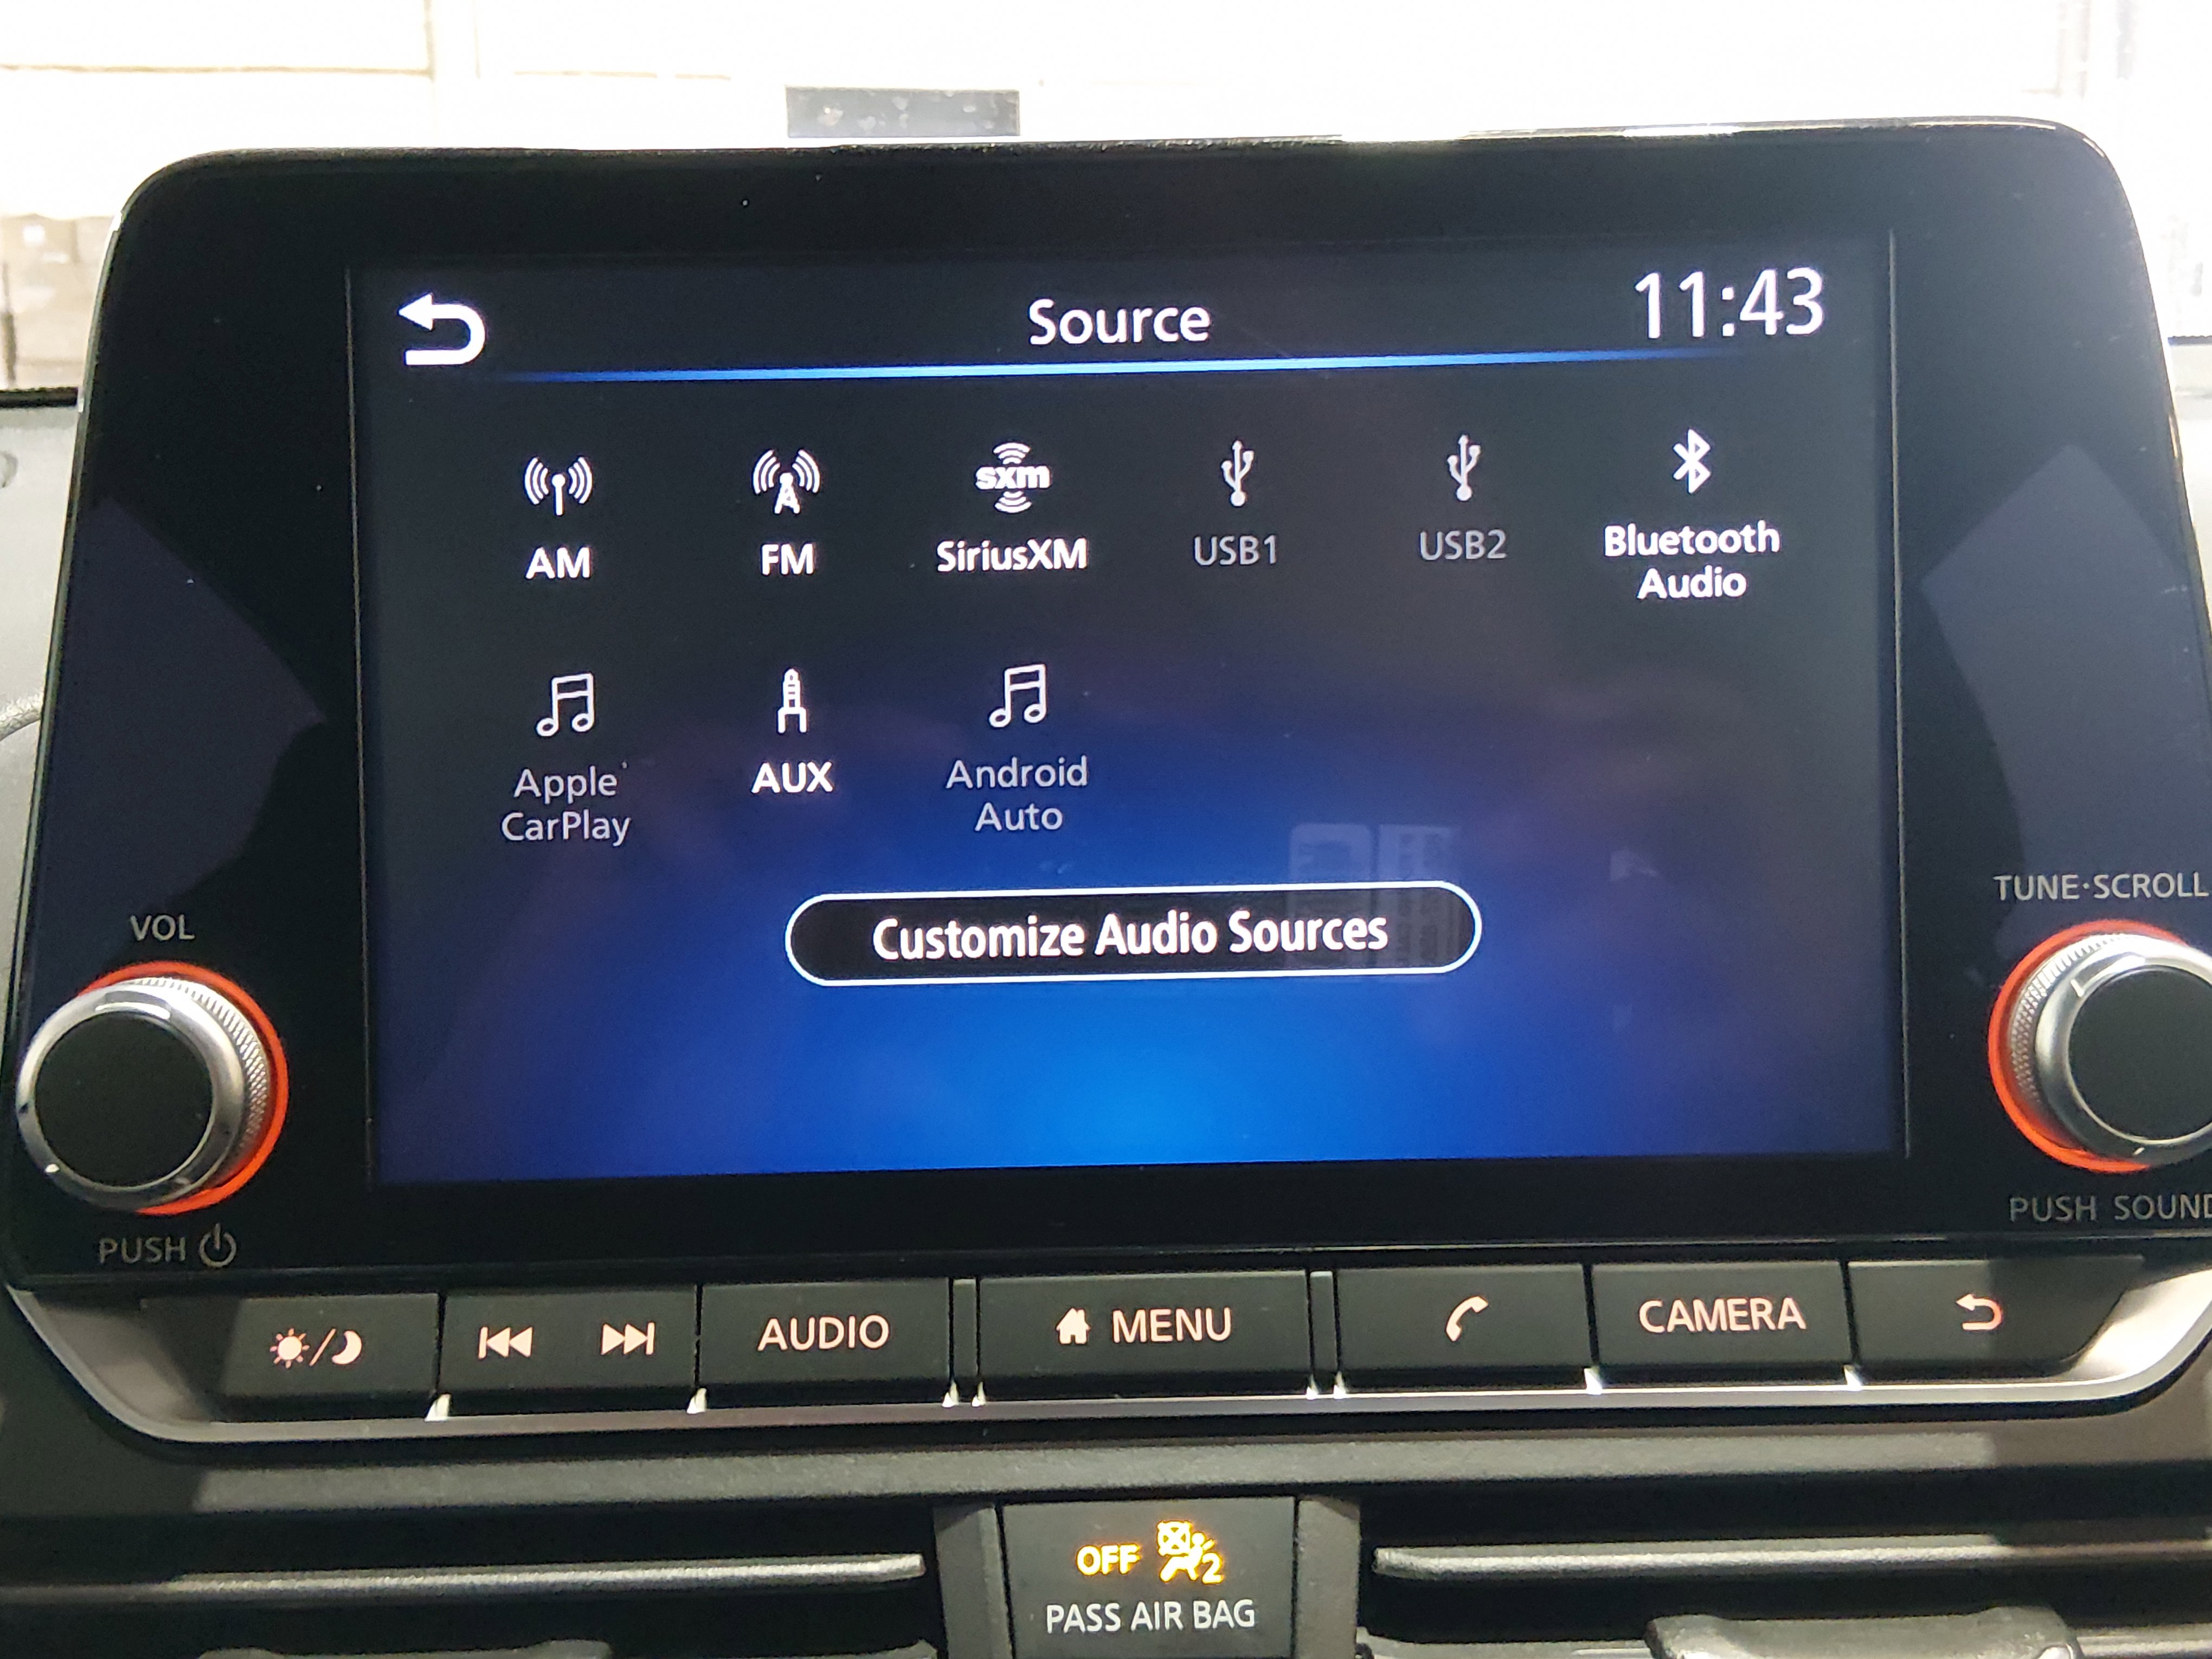 Source
11:43
sxm
AM
FM
SiriusXM
USB1
USB2
Bluetooth
Audio
Apple
CarPlay
AUX
Android
Auto
Customize Audio Sources
VOL
TUNE·SCROLL
PUSH
PUSH SOUND
AUDIO
MENU
CAMERA
OFF 2
PASS AIR BAG